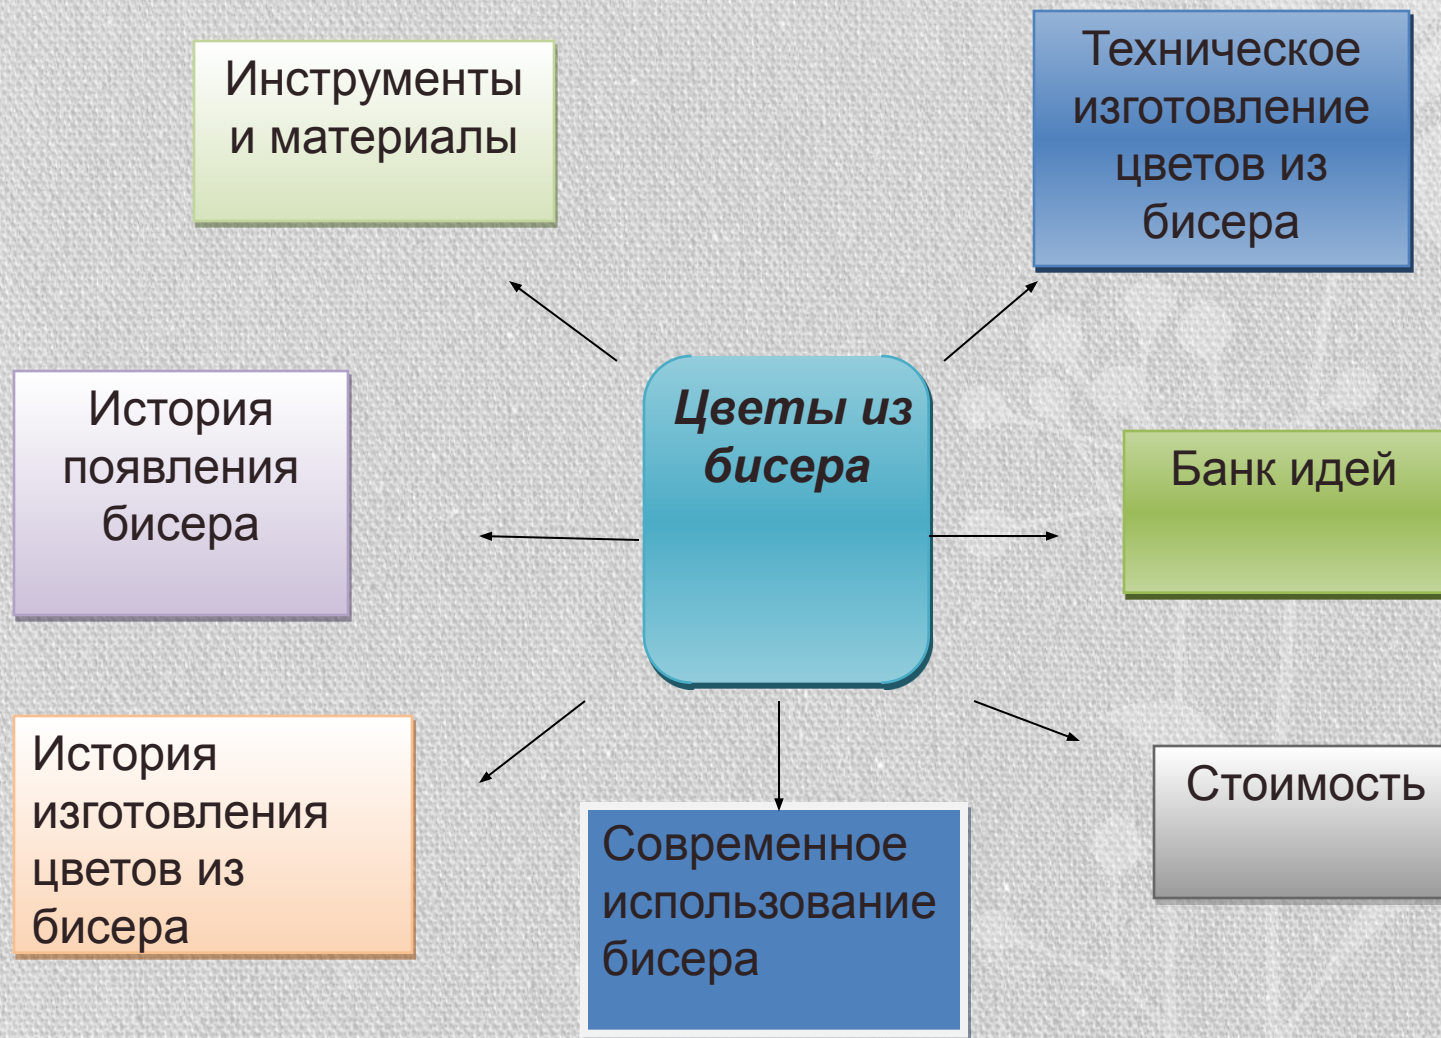 Инструменты
и материалы
Техническое
изготовление
цветов из
бисера
История
появления
бисера
Цветы из
бисера
Банк идей
История
изготовления
цветов из
бисера
Современное
использование
бисера
Стоимость